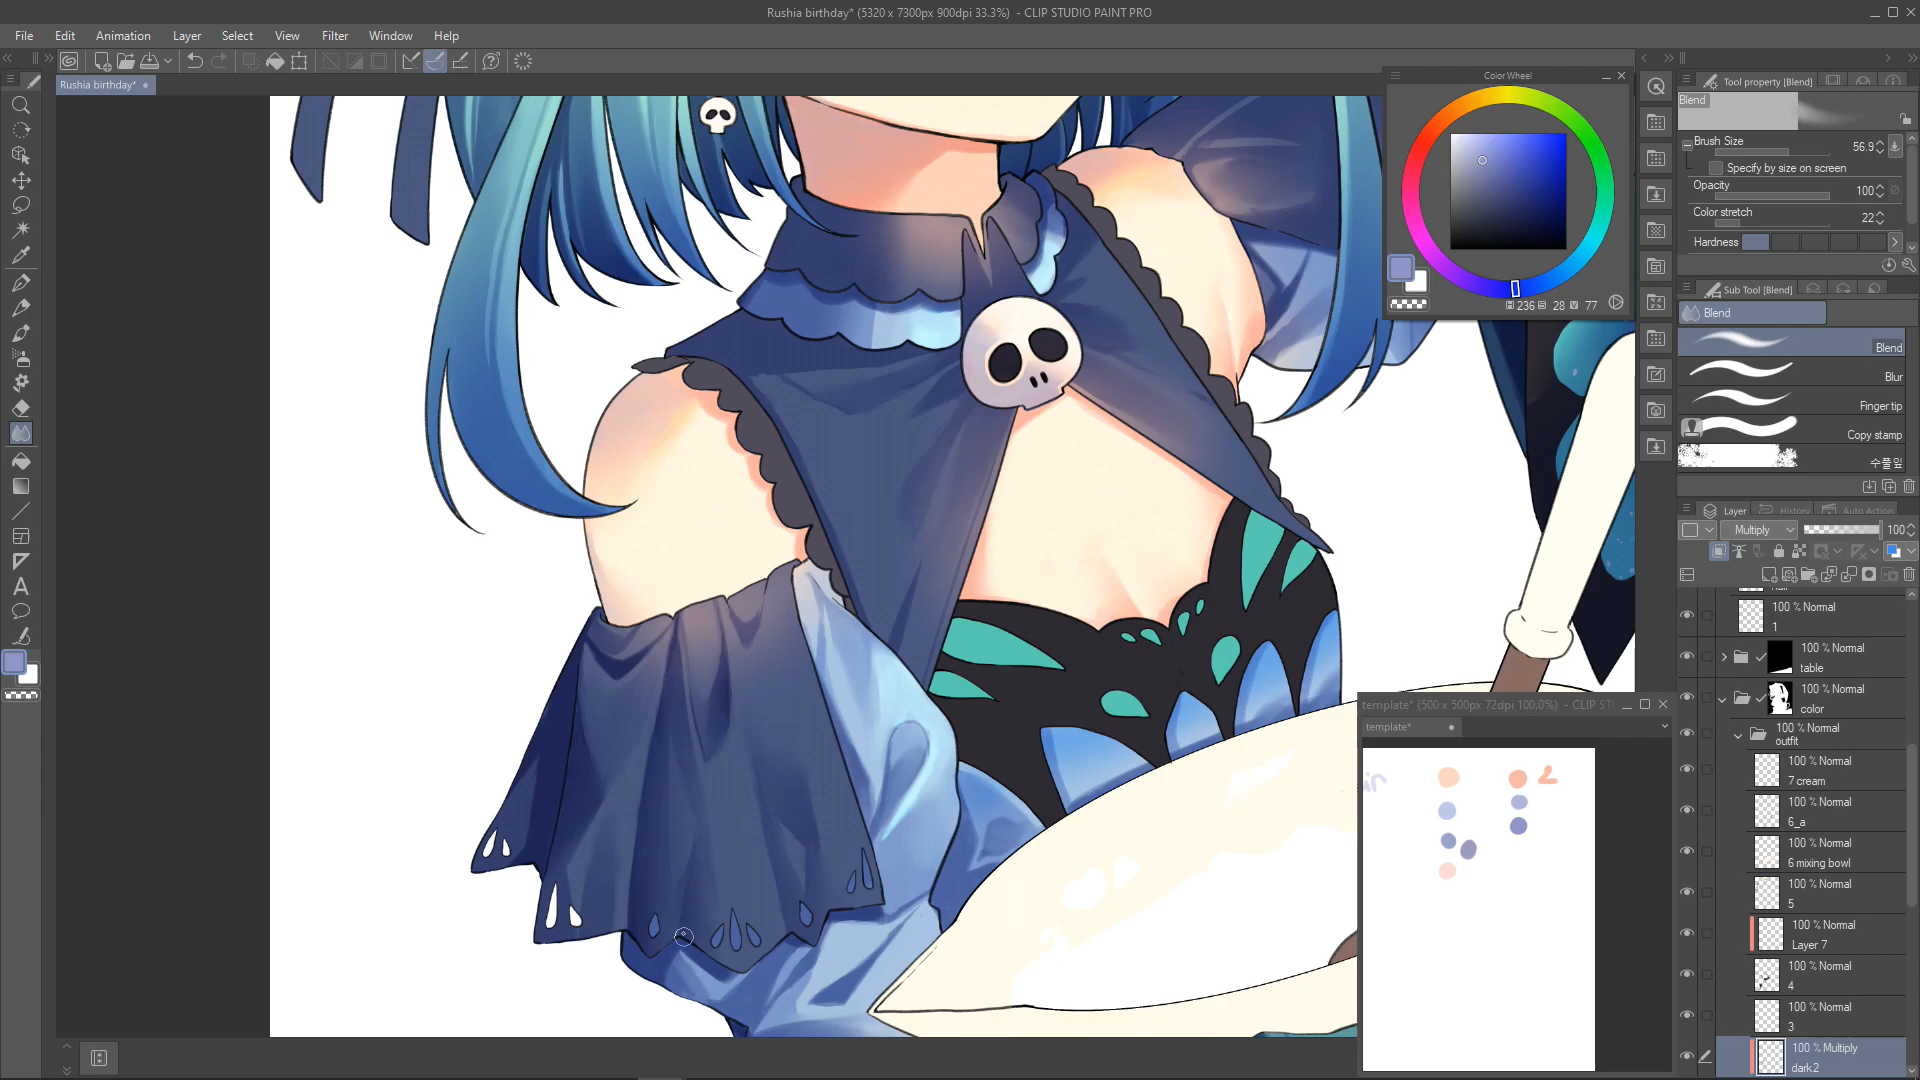 Rushia birthday* (5320 x 7300px 900dpi 33.3%) - CLIP STUDIO PAINT PRO
File Edit Animation Layer Select View Filter Window Help
Rushia birthday*
Color Wheel
236 28 77
Tool property [Blend]
Blend
Brush Size 56.9
Specify by size on screen
Opacity 100
Color stretch 22
Hardness
Sub Tool [Blend]
Blend
Blend
Blur
Finger tip
Copy stamp
수풀잎
Layer History Auto Action
Multiply 100
100 % Normal
1
100 % Normal
table
100 % Normal
color
100 % Normal
outfit
100 % Normal
7 cream
100 % Normal
6_a
100 % Normal
6 mixing bowl
100 % Normal
5
100 % Normal
Layer 7
100 % Normal
4
100 % Normal
3
100 % Multiply
dark2
template* (500 x 500px 72dpi 100.0%) - CLIP ST
template*
2